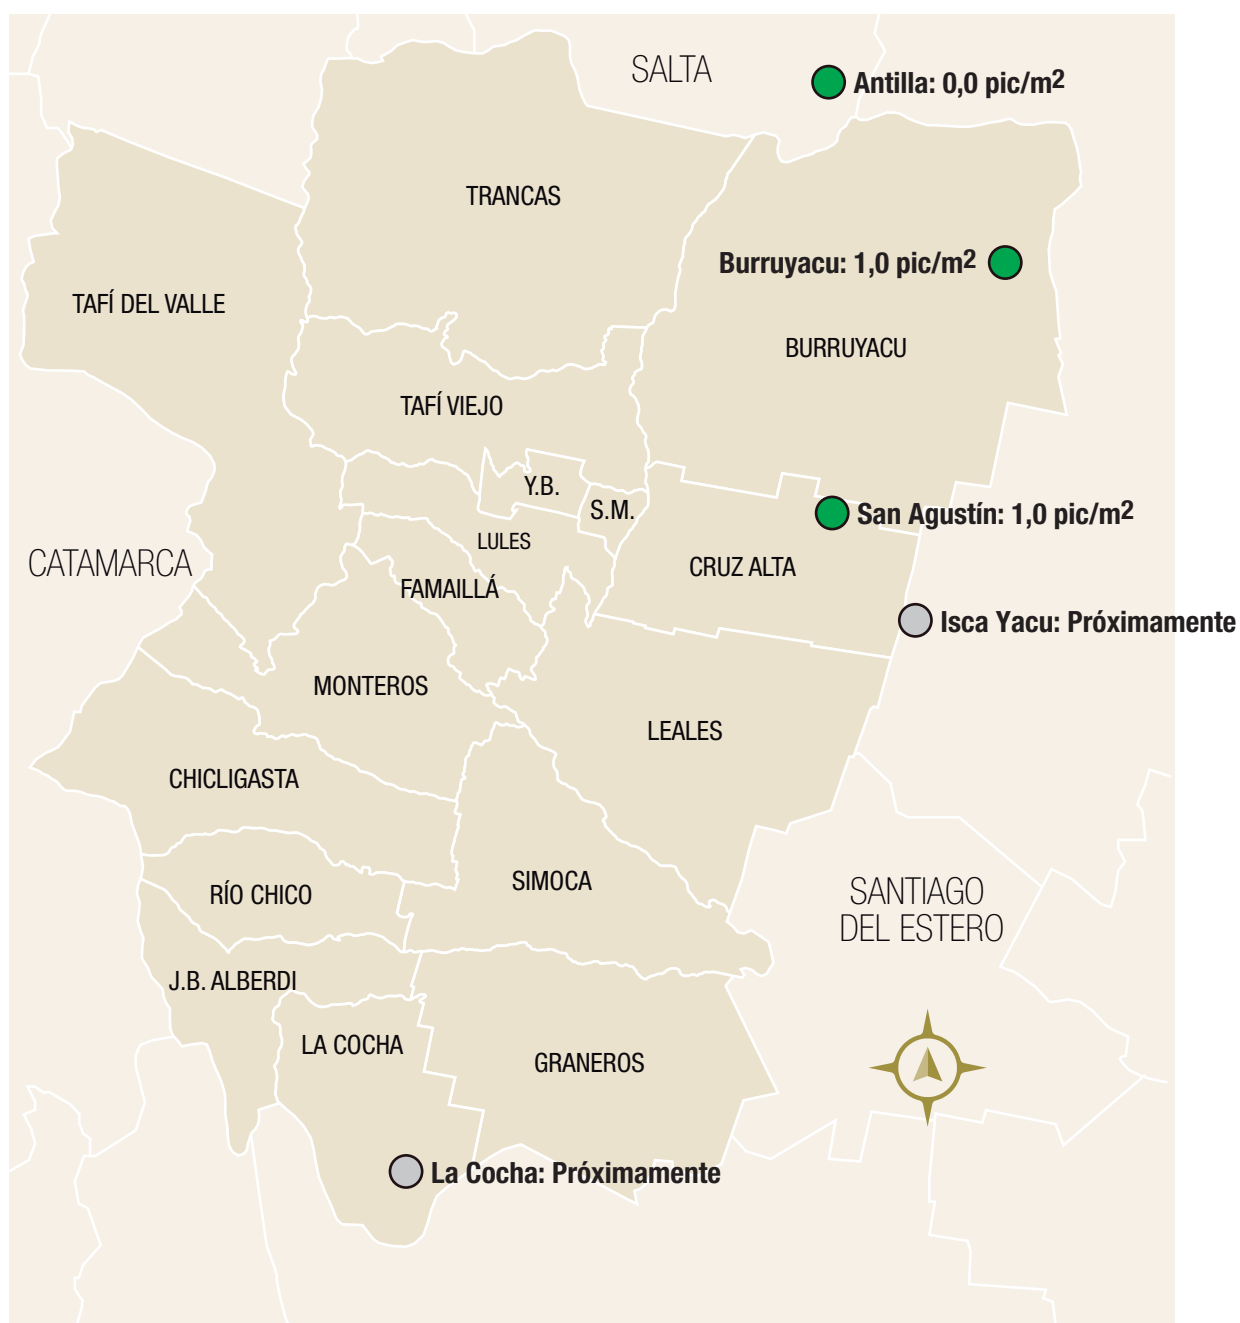 SALTA
Antilla: 0,0 pic/m²
TRANCAS
Burruyacu: 1,0 pic/m²
TAFÍ DEL VALLE
BURRUYACU
TAFÍ VIEJO
Y.B.
S.M.
San Agustín: 1,0 pic/m²
LULES
CATAMARCA
FAMAILLÁ
CRUZ ALTA
Isca Yacu: Próximamente
MONTEROS
LEALES
CHICLIGASTA
RÍO CHICO
SIMOCA
SANTIAGO
DEL ESTERO
J.B. ALBERDI
LA COCHA
GRANEROS
La Cocha: Próximamente